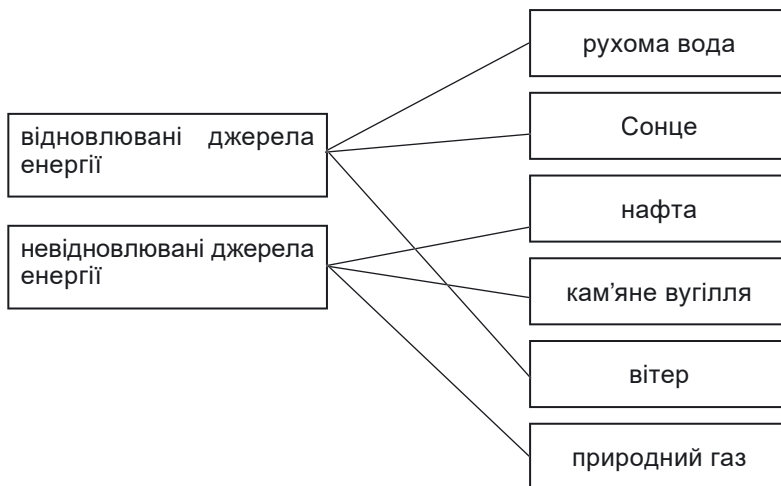 відновлювані джерела
енергії
невідновлювані джерела
енергії
рухома вода
Сонце
нафта
кам’яне вугілля
вітер
природний газ